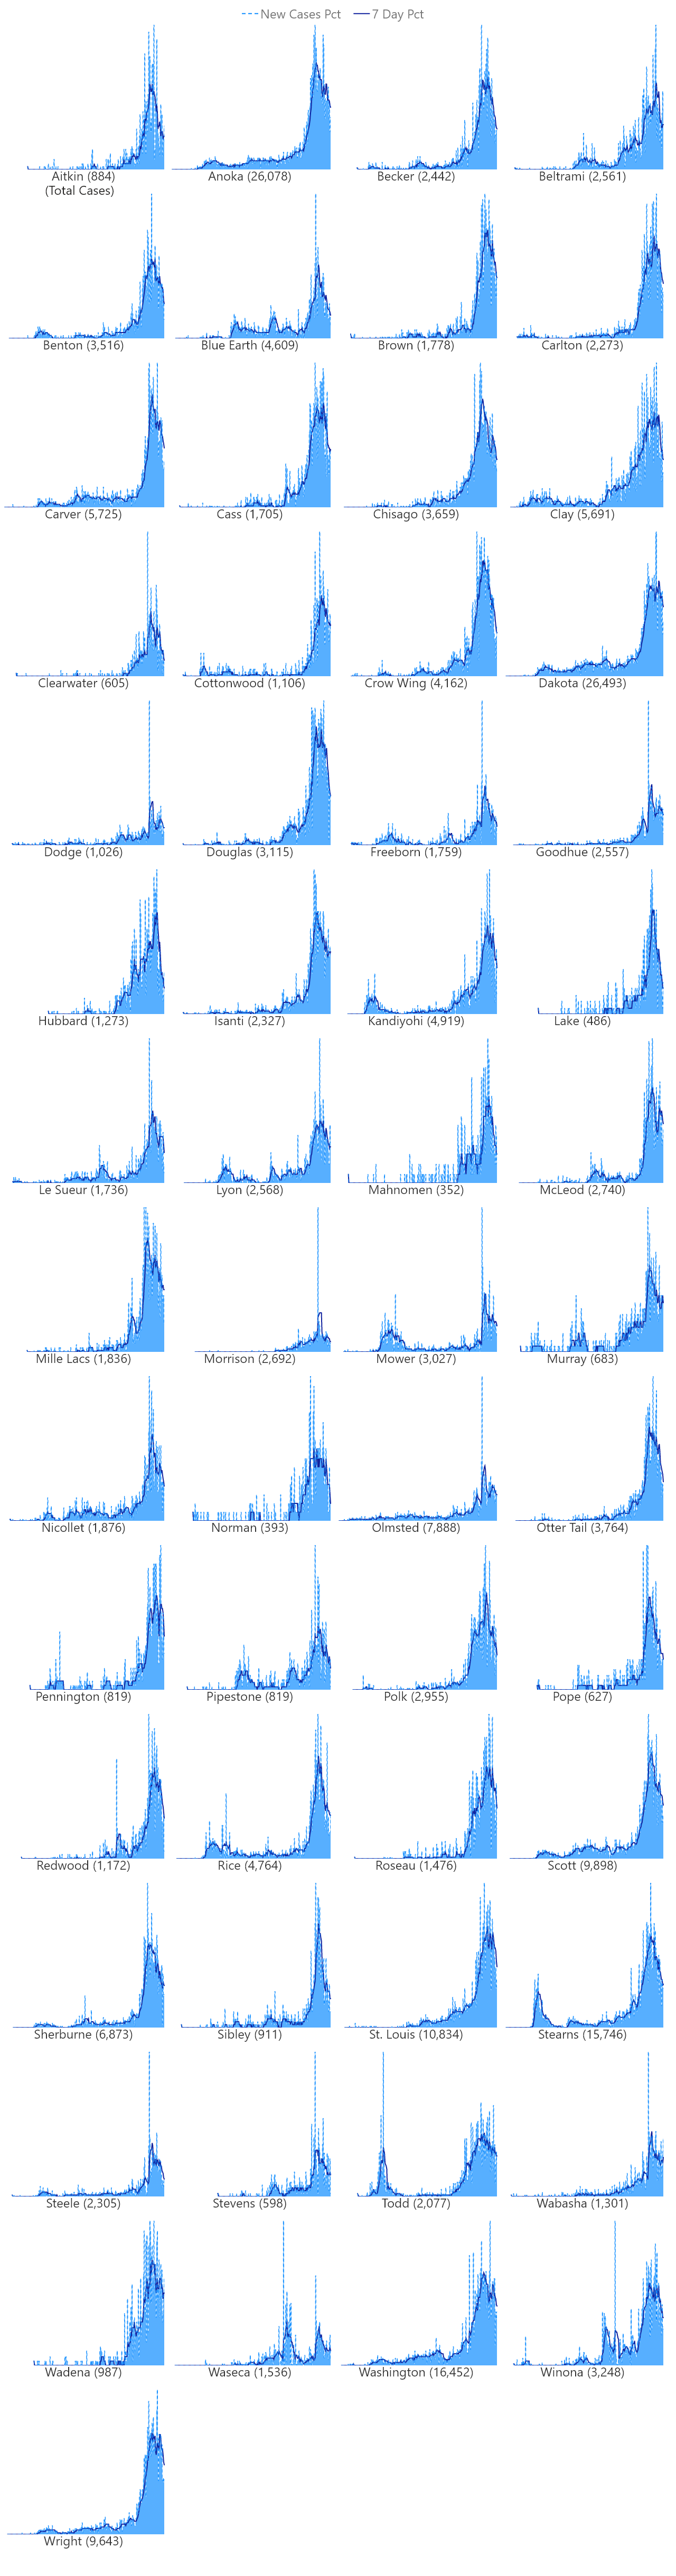 New Cases Pct 7 Day Pct
Aitkin (884) Anoka (26,078) Becker (2,442) Beltrami (2,561)
(Total Cases)
Benton (3,516) Blue Earth (4,609) Brown (1,778) Carlton (2,273)
Carver (5,725) Cass (1,705) Chisago (3,659) Clay (5,691)
Clearwater (605) Cottonwood (1,106) Crow Wing (4,162) Dakota (26,493)
Dodge (1,026) Douglas (3,115) Freeborn (1,759) Goodhue (2,557)
Hubbard (1,273) Isanti (2,327) Kandiyohi (4,919) Lake (486)
Le Sueur (1,736) Lyon (2,568) Mahnomen (352) McLeod (2,740)
Mille Lacs (1,836) Morrison (2,692) Mower (3,027) Murray (683)
Nicollet (1,876) Norman (393) Olmsted (7,888) Otter Tail (3,764)
Pennington (819) Pipestone (819) Polk (2,955) Pope (627)
Redwood (1,172) Rice (4,764) Roseau (1,476) Scott (9,898)
Sherburne (6,873) Sibley (911) St. Louis (10,834) Stearns (15,746)
Steele (2,305) Stevens (598) Todd (2,077) Wabasha (1,301)
Wadena (987) Waseca (1,536) Washington (16,452) Winona (3,248)
Wright (9,643)